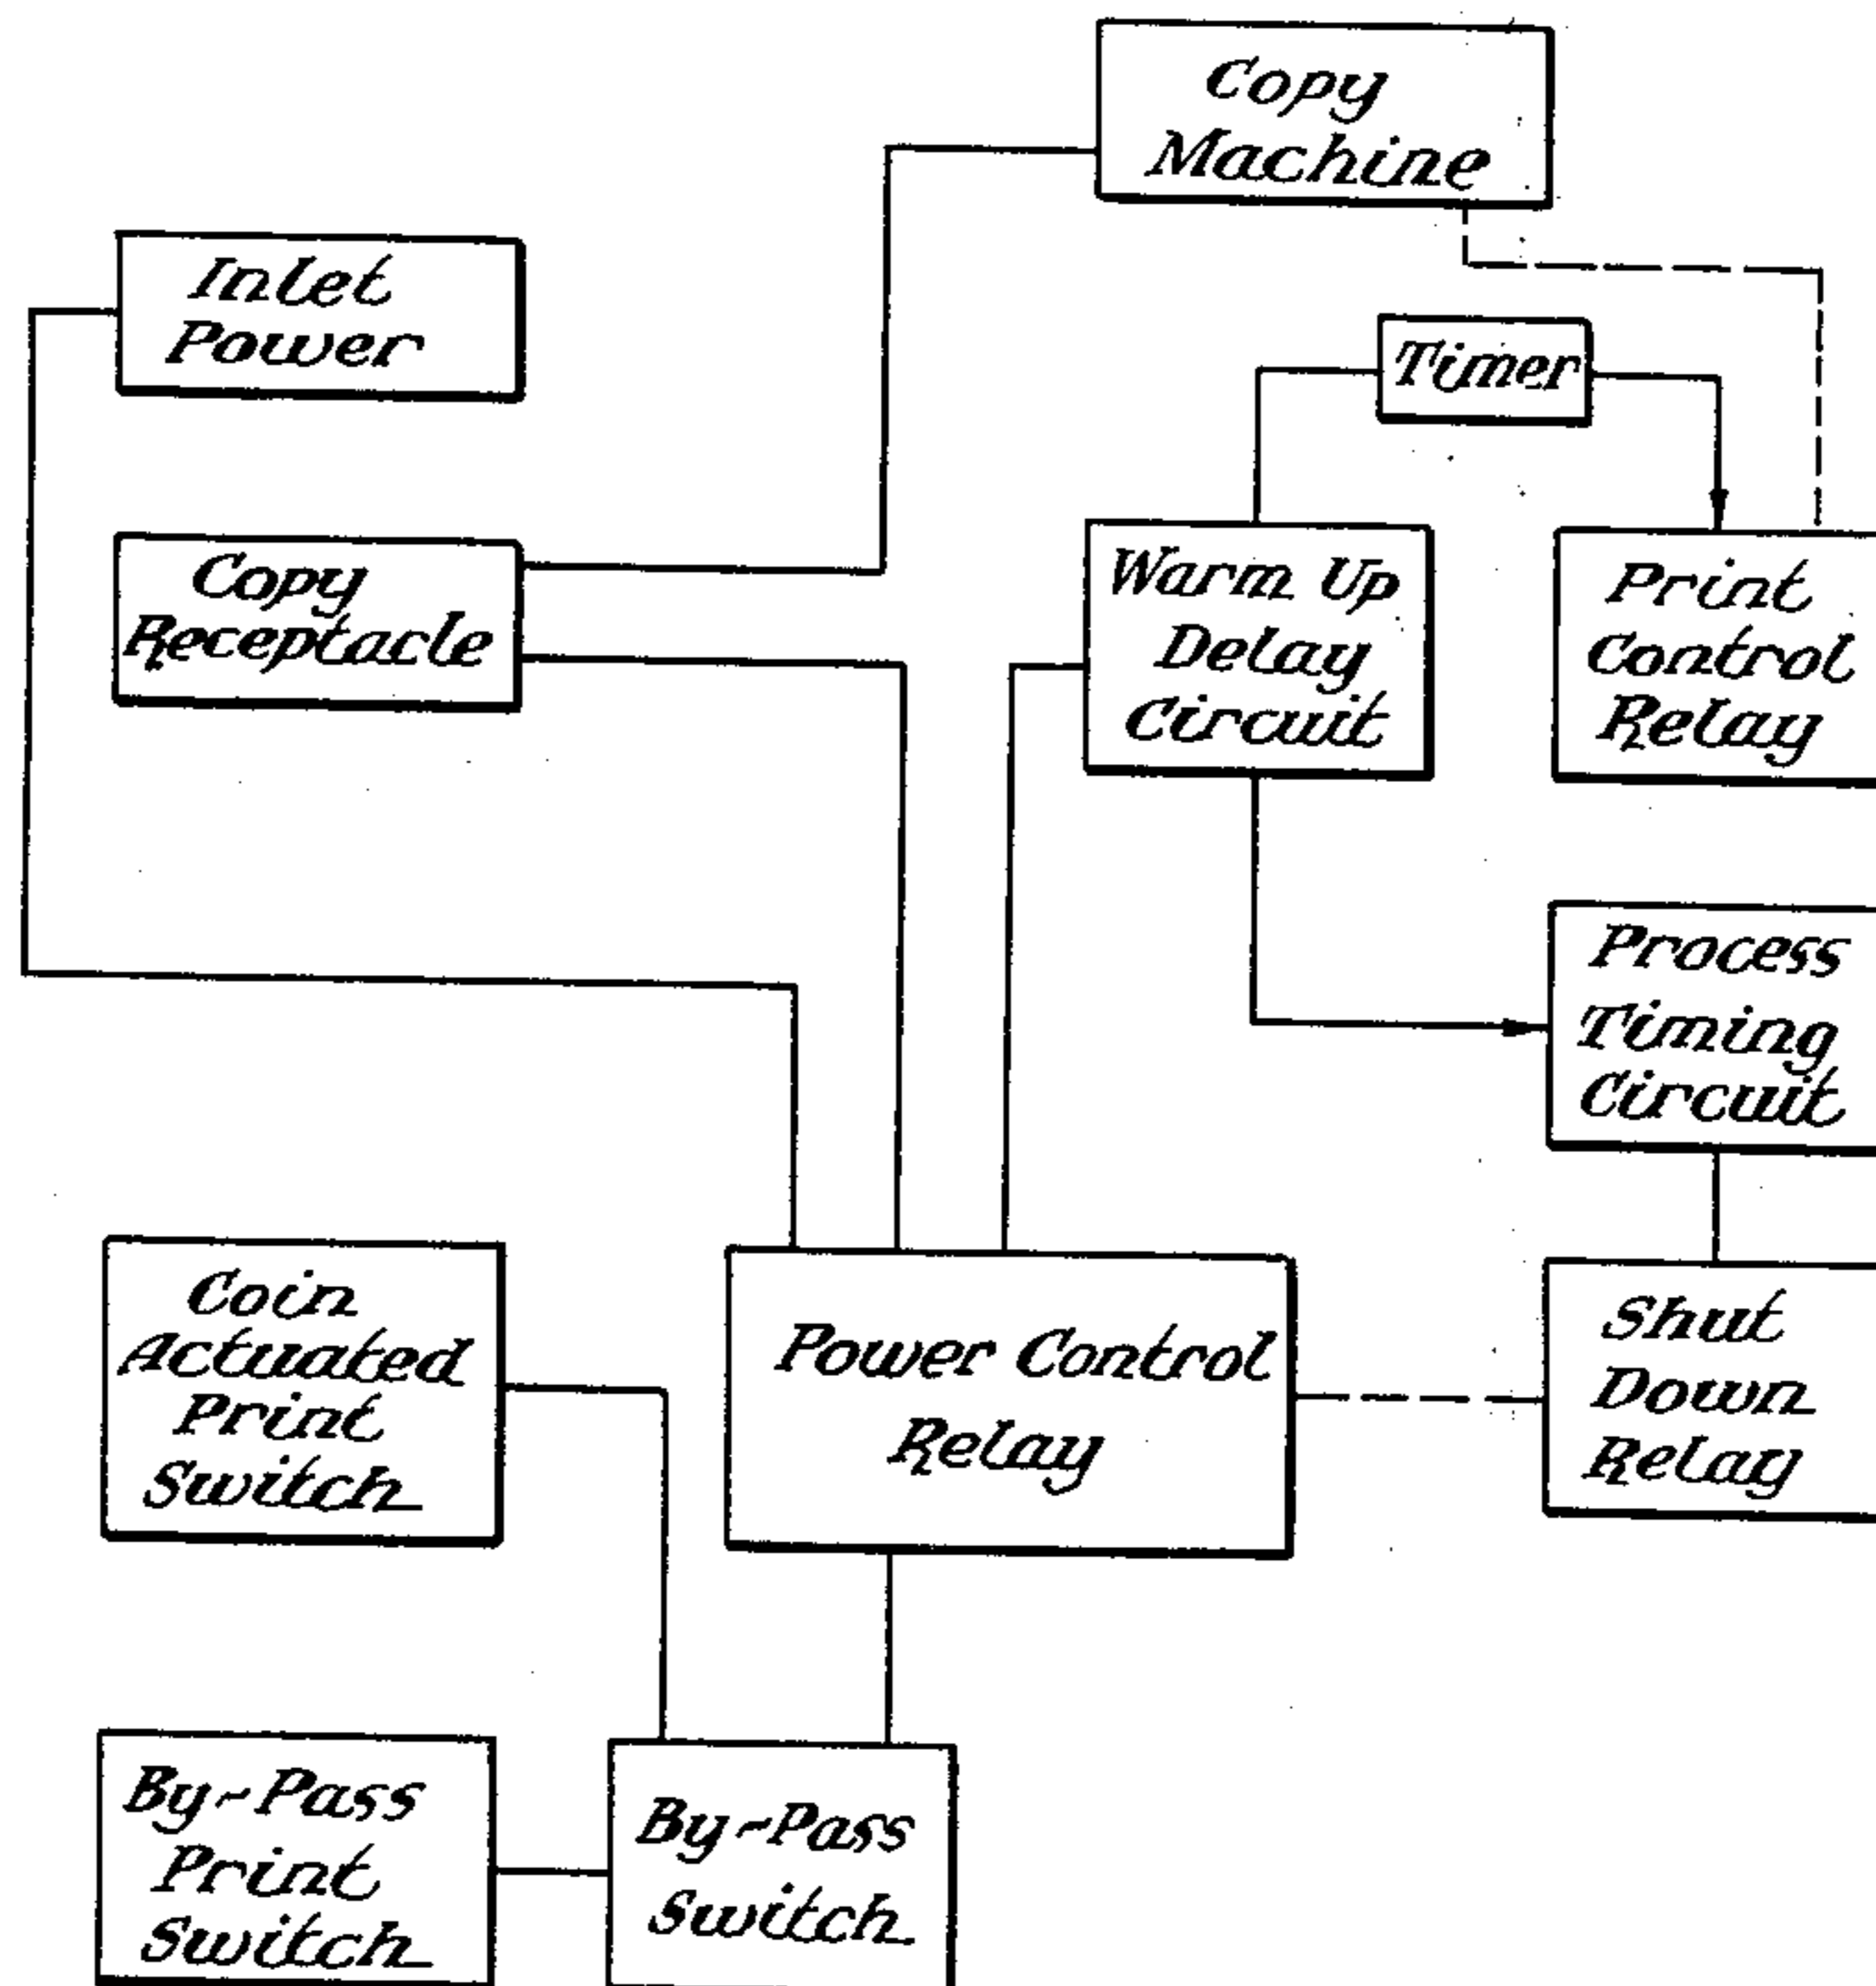 Copy
Machine
Inlet
Power
Timer
Copy
Receptacle
Warm Up
Delay
Circuit
Print
Control
Relay
Process
Timing
Circuit
Coin
Actuated
Print
Switch
Power Control
Relay
Shut
Down
Relay
By-Pass
Print
Switch
By-Pass
Switch